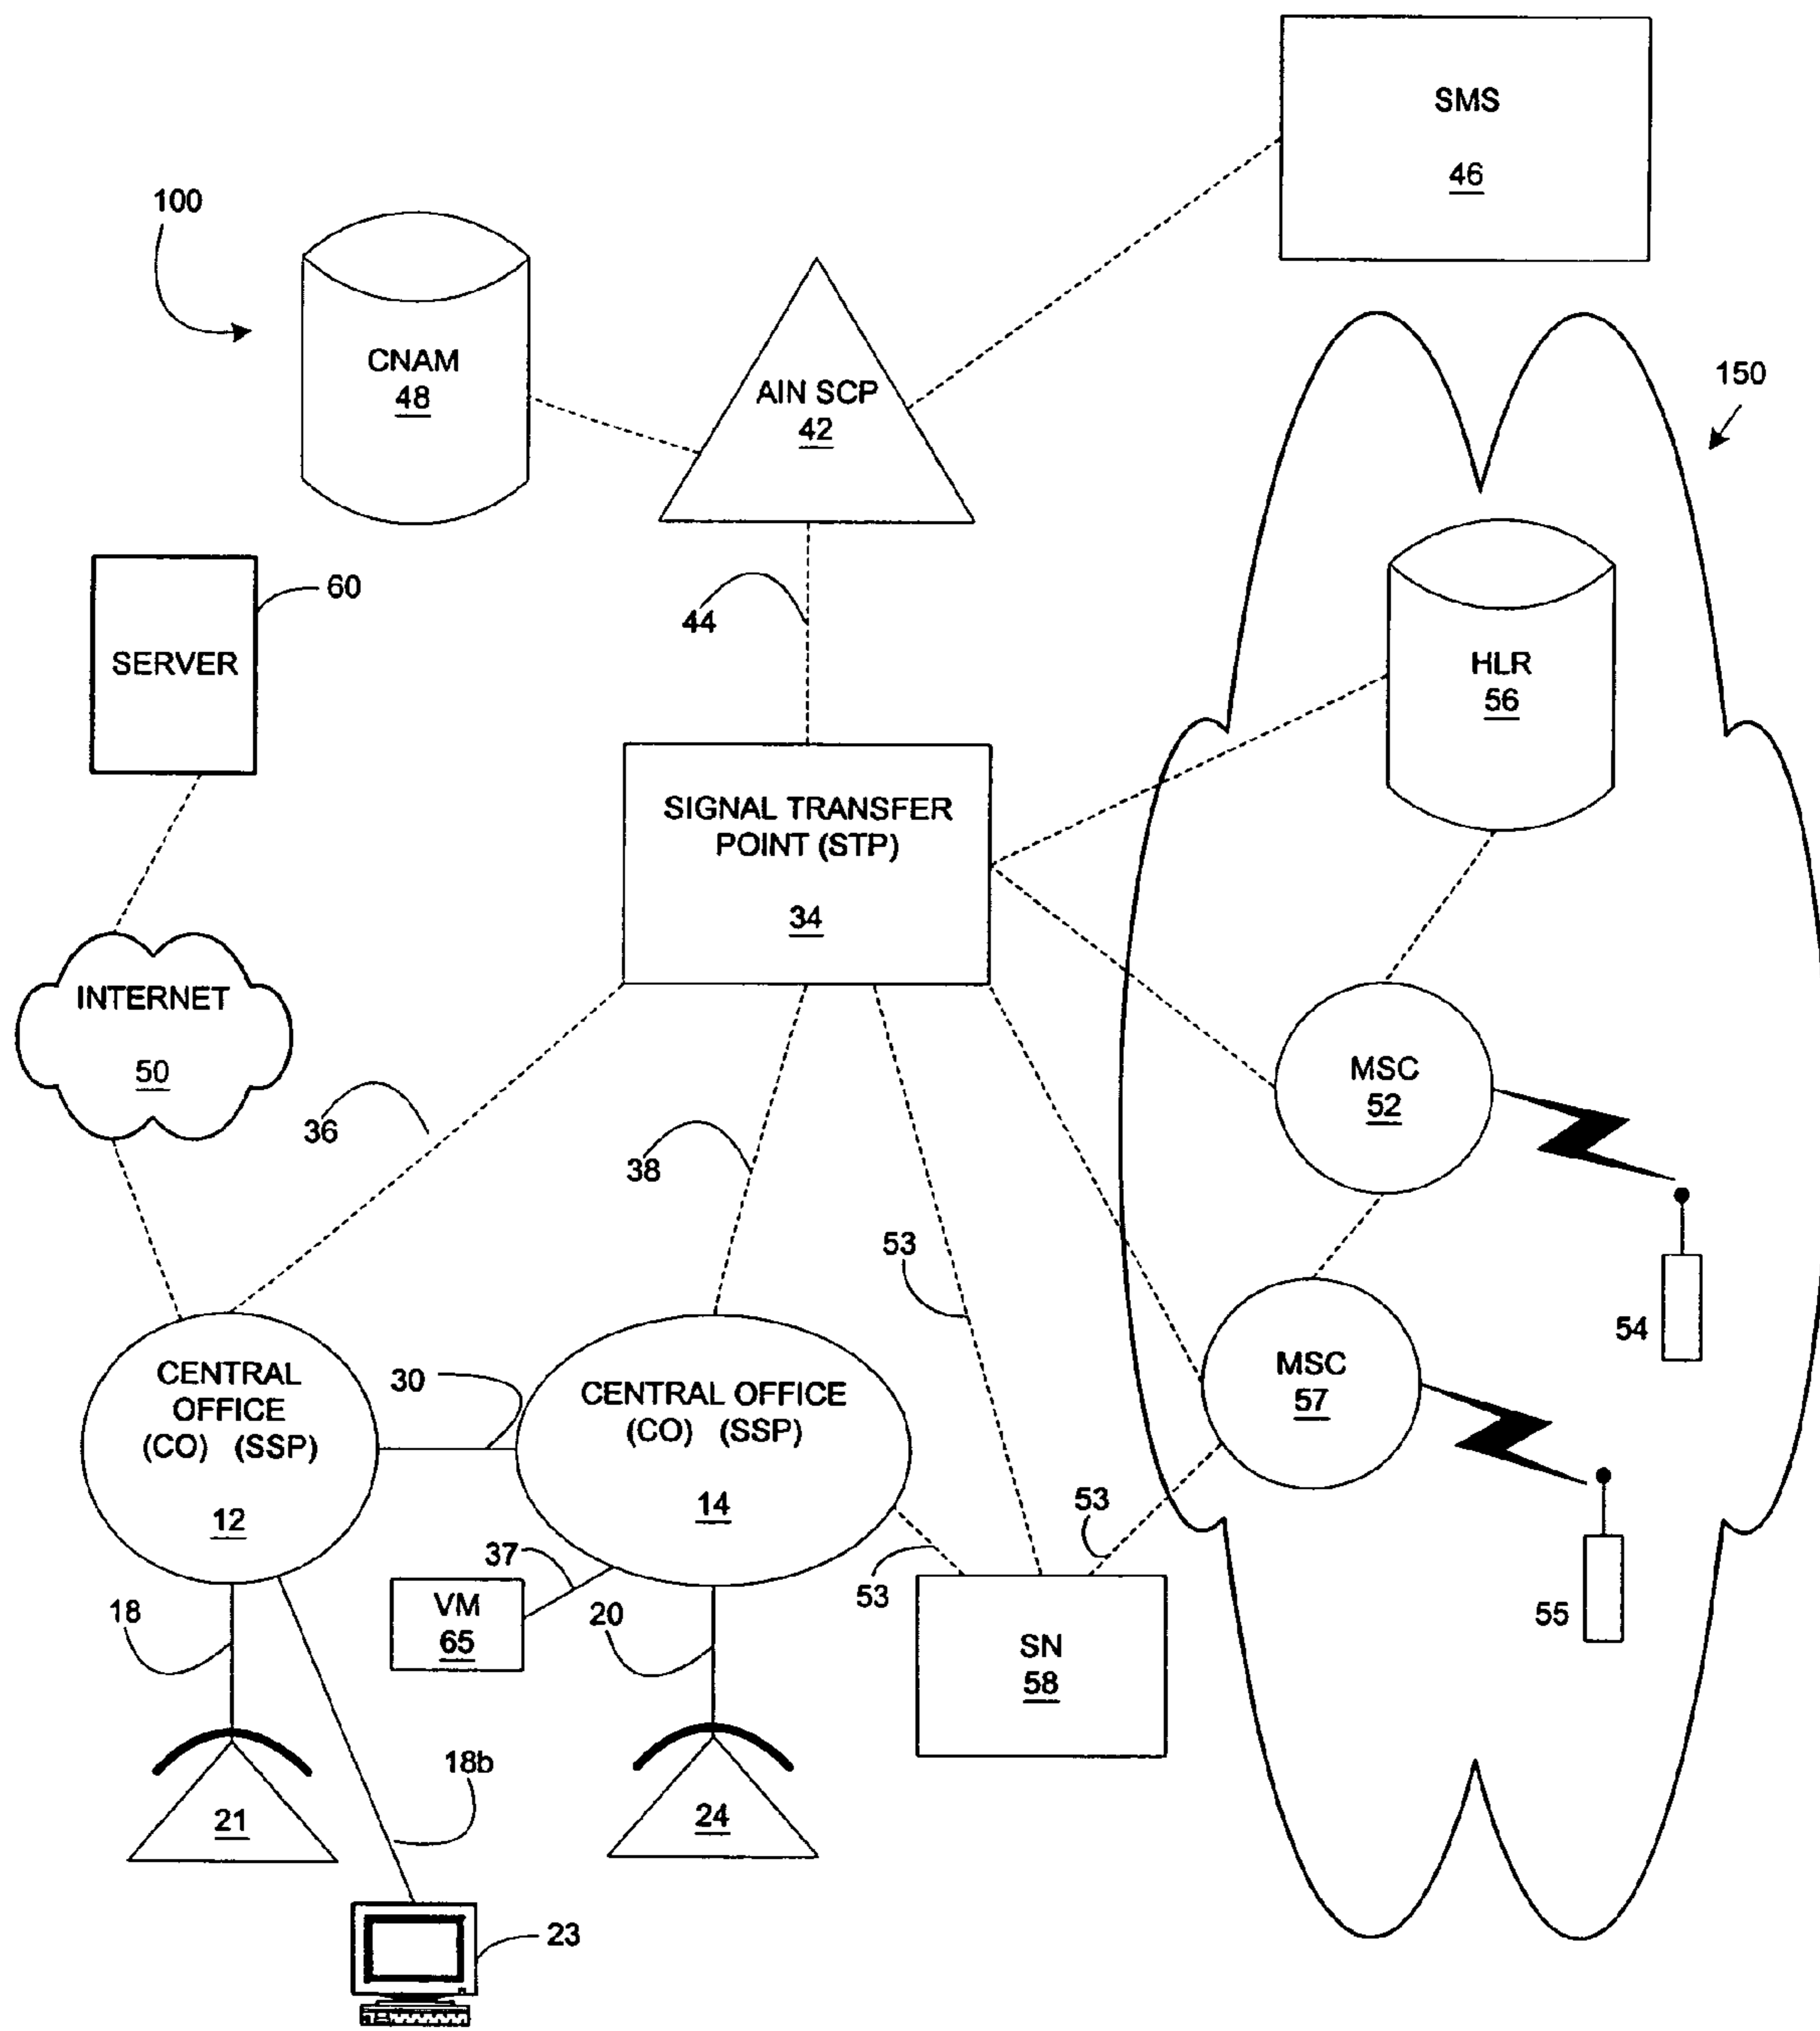 SMS
46
100
CNAM
48
AIN SCP
42
150
60
SERVER
44
HLR
56
SIGNAL TRANSFER
POINT (STP)
34
INTERNET
50
36
38
MSC
52
53
54
CENTRAL
OFFICE
(CO) (SSP)
12
30
CENTRAL OFFICE
(CO) (SSP)
14
MSC
57
37
53
53
18
VM
65
20
SN
58
55
21
18b
24
23